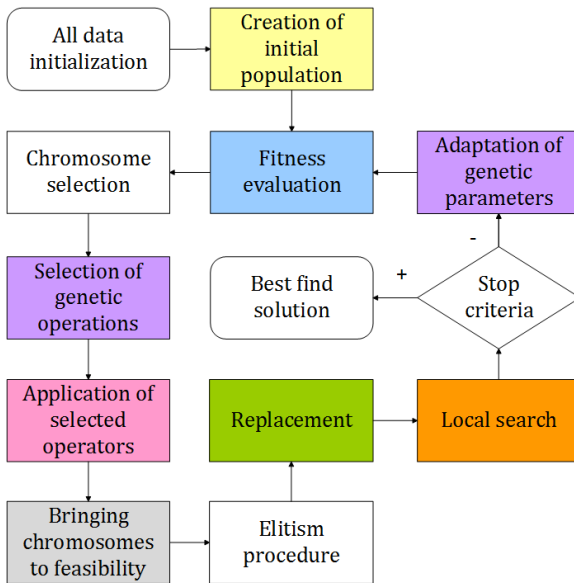 All data
initialization
Creation of
initial
population
Chromosome
selection
Fitness
evaluation
Adaptation of
genetic
parameters
-
Selection of
genetic
operations
Best find
solution
+
Stop
criteria
Application of
selected
operators
Replacement
Local search
Bringing
chromosomes
to feasibility
Elitism
procedure